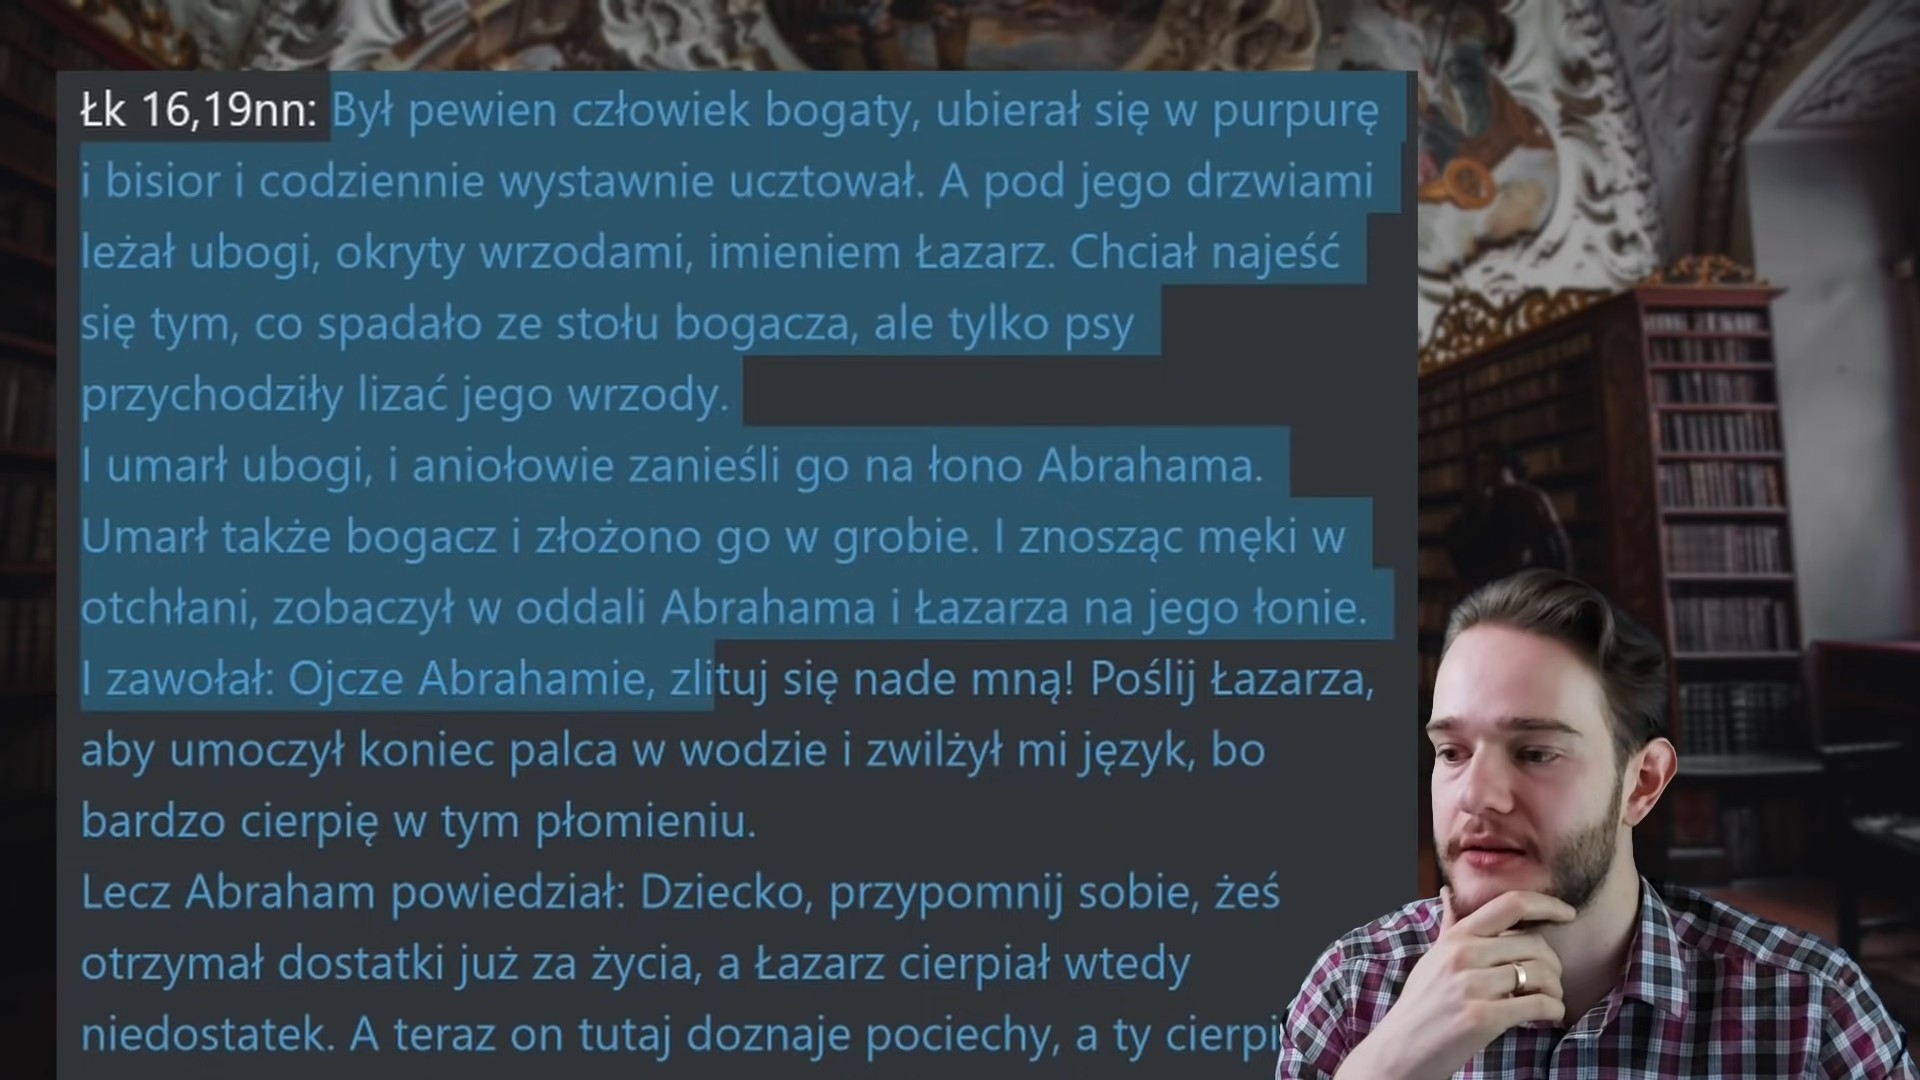 Łk 16,19nn: Był pewien człowiek bogaty, ubierał się w purpurę
i bisior i codziennie wystawnie ucztował. A pod jego drzwiami
leżał ubogi, okryty wrzodami, imieniem Łazarz. Chciał najeść
się tym, co spadało ze stołu bogacza, ale tylko psy
przychodziły lizać jego wrzody.
I umarł ubogi, i aniołowie zanieśli go na łono Abrahama.
Umarł także bogacz i złożono go w grobie. I znosząc męki w
otchłani, zobaczył w oddali Abrahama i Łazarza na jego łonie.
I zawołał: Ojcze Abrahamie, zlituj się nade mną! Poślij Łazarza,
aby umoczył koniec palca w wodzie i zwilżył mi język, bo
bardzo cierpię w tym płomieniu.
Lecz Abraham powiedział: Dziecko, przypomnij sobie, żeś
otrzymał dostatki już za życia, a Łazarz cierpiał wtedy
niedostatek. A teraz on tutaj doznaje pociechy, a ty